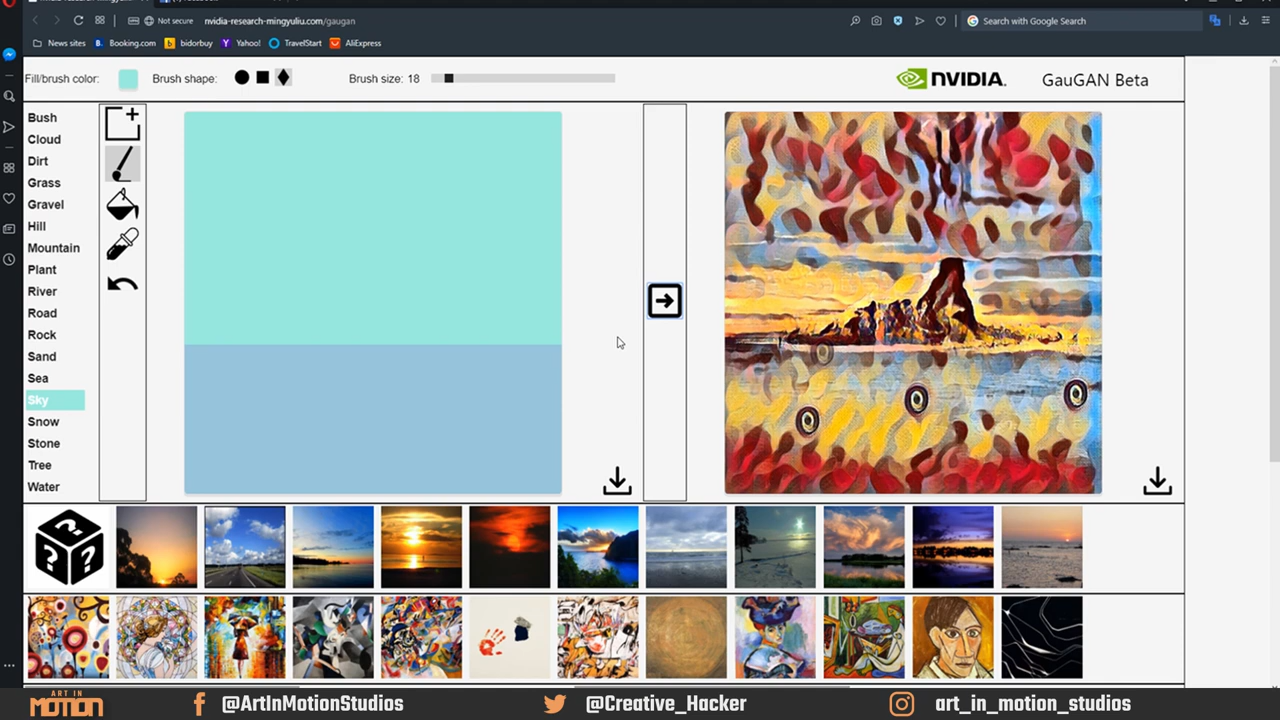 Not secure
nvidia-research-mingyuliu.com/gaugan
Search with Google Search
News sites
B. Booking.com
b bidorbuy
Y Yahoo!
TravelStart
AliExpress
Fill/brush color:
Brush shape:
Brush size: 18
NVIDIA.
GauGAN Beta
Bush
Cloud
Dirt
Grass
Gravel
Hill
Mountain
Plant
River
Road
Rock
Sand
Sea
Sky
Snow
Stone
Tree
Water
? ? ?
ART IN
MOTION
@ArtInMotionStudios
@Creative_Hacker
art_in_motion_studios